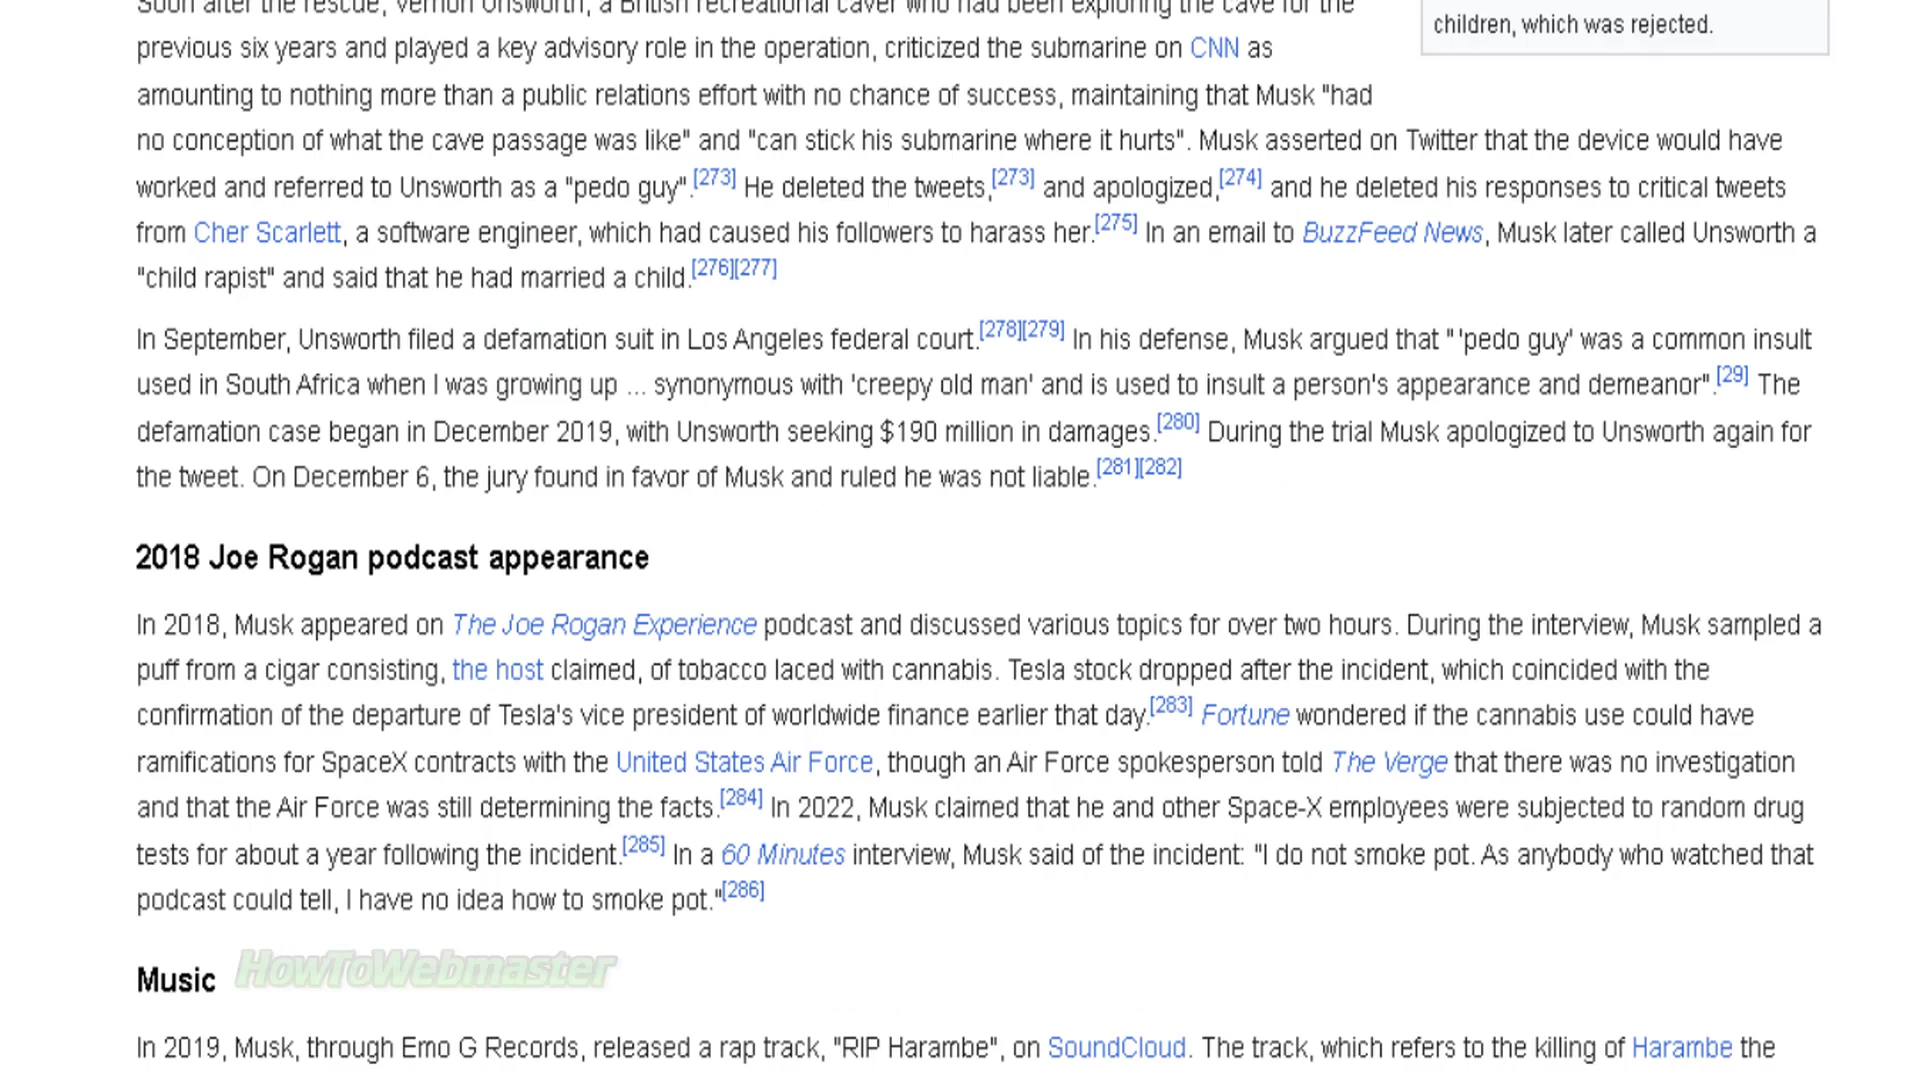 Soon after the rescue, Vernon Unsworth, a British recreational caver who had been exploring the cave for the
children, which was rejected.
previous six years and played a key advisory role in the operation, criticized the submarine on CNN as
amounting to nothing more than a public relations effort with no chance of success, maintaining that Musk "had
no conception of what the cave passage was like" and "can stick his submarine where it hurts". Musk asserted on Twitter that the device would have
worked and referred to Unsworth as a "pedo guy".[273] He deleted the tweets,[273] and apologized,[274] and he deleted his responses to critical tweets
from Cher Scarlett, a software engineer, which had caused his followers to harass her.[275] In an email to BuzzFeed News, Musk later called Unsworth a
"child rapist" and said that he had married a child.[276][277]
In September, Unsworth filed a defamation suit in Los Angeles federal court.[278][279] In his defense, Musk argued that "'pedo guy' was a common insult
used in South Africa when I was growing up ... synonymous with 'creepy old man' and is used to insult a person's appearance and demeanor".[29] The
defamation case began in December 2019, with Unsworth seeking $190 million in damages.[280] During the trial Musk apologized to Unsworth again for
the tweet. On December 6, the jury found in favor of Musk and ruled he was not liable.[281][282]
2018 Joe Rogan podcast appearance
In 2018, Musk appeared on The Joe Rogan Experience podcast and discussed various topics for over two hours. During the interview, Musk sampled a
puff from a cigar consisting, the host claimed, of tobacco laced with cannabis. Tesla stock dropped after the incident, which coincided with the
confirmation of the departure of Tesla's vice president of worldwide finance earlier that day.[283] Fortune wondered if the cannabis use could have
ramifications for SpaceX contracts with the United States Air Force, though an Air Force spokesperson told The Verge that there was no investigation
and that the Air Force was still determining the facts.[284] In 2022, Musk claimed that he and other Space-X employees were subjected to random drug
tests for about a year following the incident.[285] In a 60 Minutes interview, Musk said of the incident: "I do not smoke pot. As anybody who watched that
podcast could tell, I have no idea how to smoke pot."[286]
Music
HowToWebmaster
In 2019, Musk, through Emo G Records, released a rap track, "RIP Harambe", on SoundCloud. The track, which refers to the killing of Harambe the